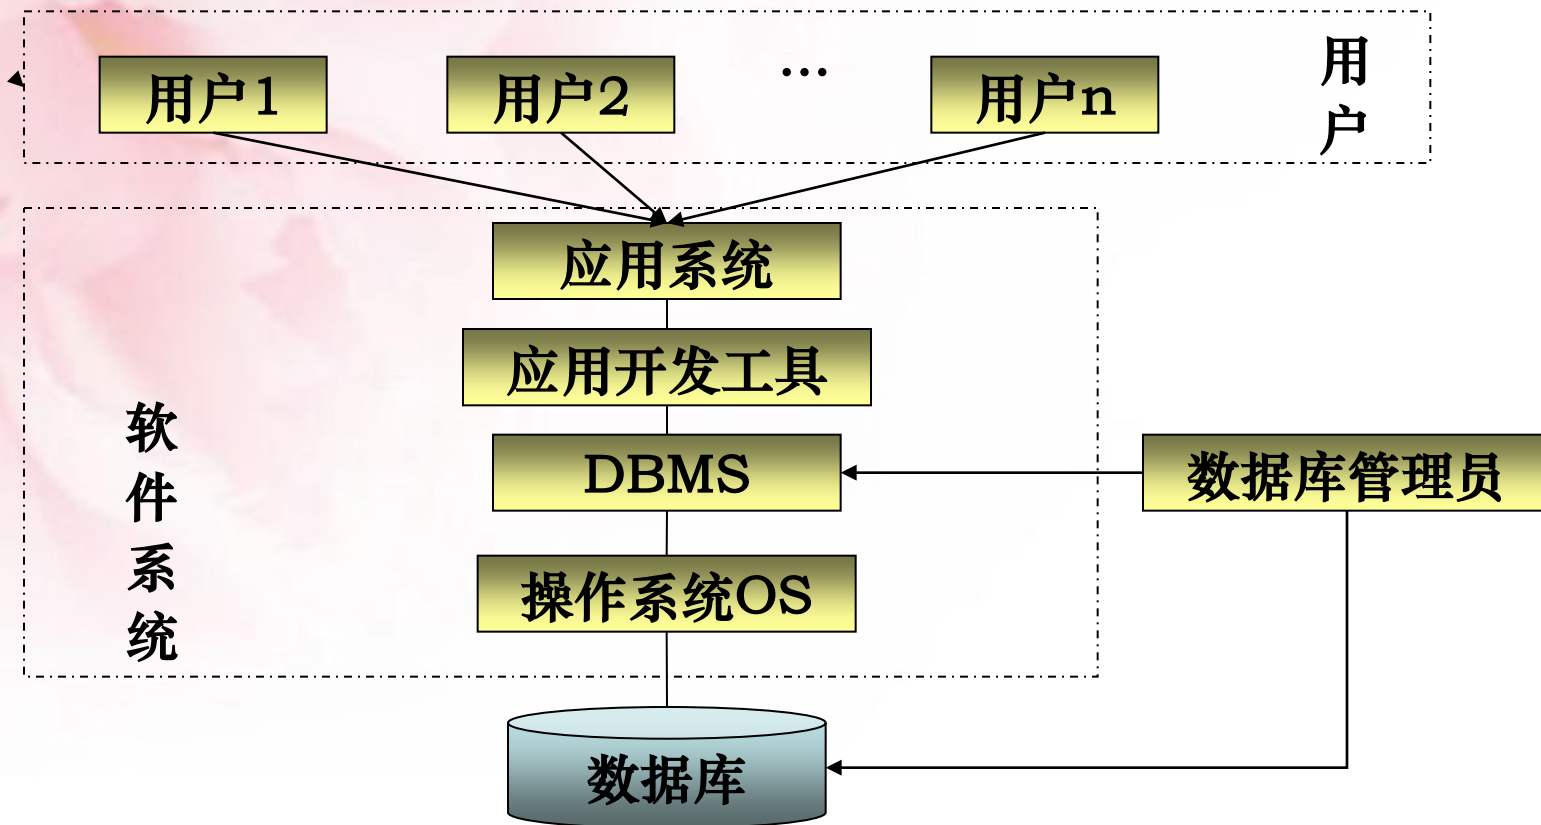 用户1
用户2
…
用户n
用户
应用系统
应用开发工具
软件系统
DBMS
数据库管理员
操作系统OS
数据库